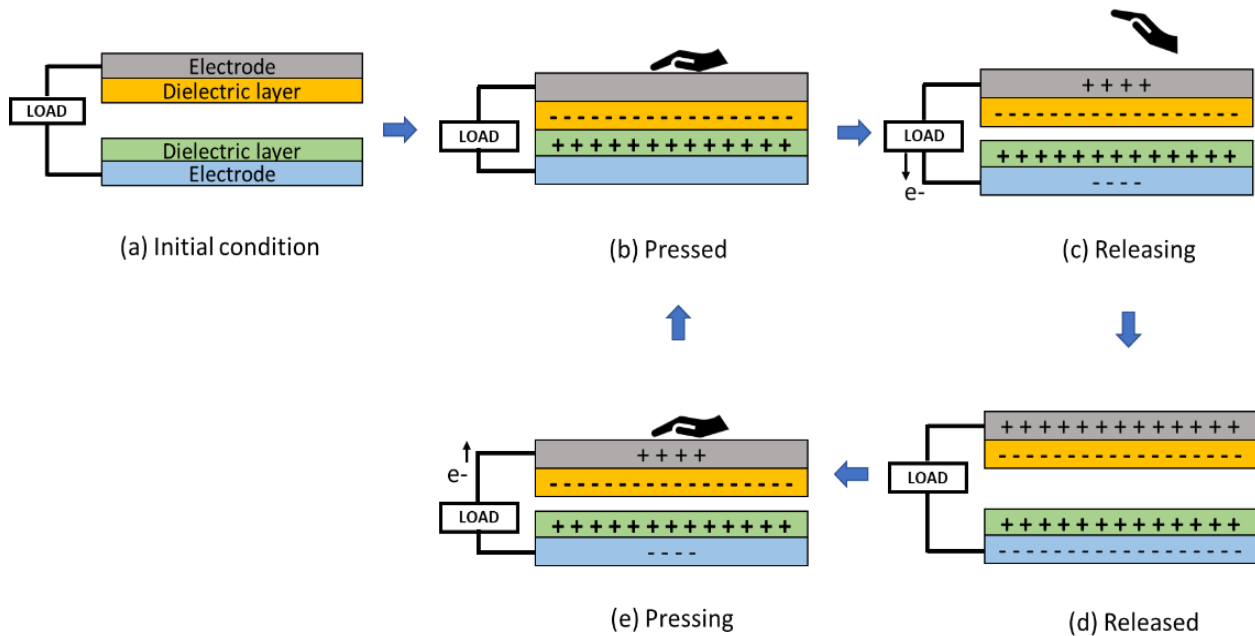 Electrode
Dielectric layer
LOAD
Dielectric layer
Electrode
(a) Initial condition
LOAD
- - - - - - - - - - - - - - - - -
+ + + + + + + + + + + + +
(b) Pressed
+ + + +
- - - - - - - - - - - - - - - - -
LOAD
+ + + + + + + + + + + + +
- - - -
e-
(c) Releasing
+ + + +
e-
- - - - - - - - - - - - - - - - -
LOAD
+ + + + + + + + + + + + +
- - - -
(e) Pressing
+ + + + + + + + + + + + +
- - - - - - - - - - - - - - - - -
LOAD
+ + + + + + + + + + + + +
- - - - - - - - - - - - - - - - -
(d) Released